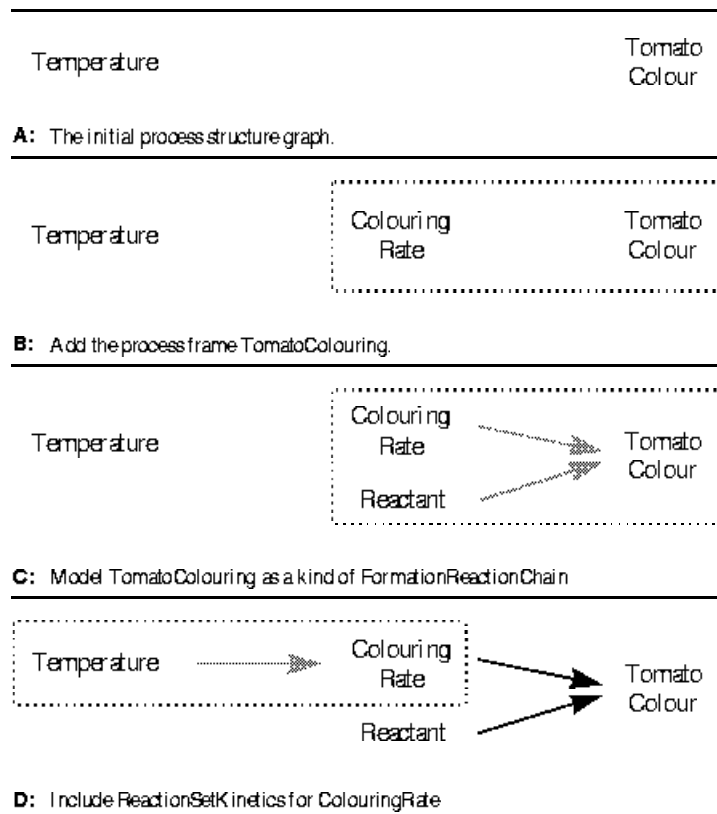 Temperature
Tomato
Colour
A: The initial process structure graph.
Temperature
Colouring
Rate
Tomato
Colour
B: Add the process frame TomatoColouring.
Temperature
Colouring
Rate
Reactant
Tomato
Colour
C: Model TomatoColouring as a kind of FormationReactionChain
Temperature
Colouring
Rate
Reactant
Tomato
Colour
D: Include ReactionSetKinetics for ColouringRate